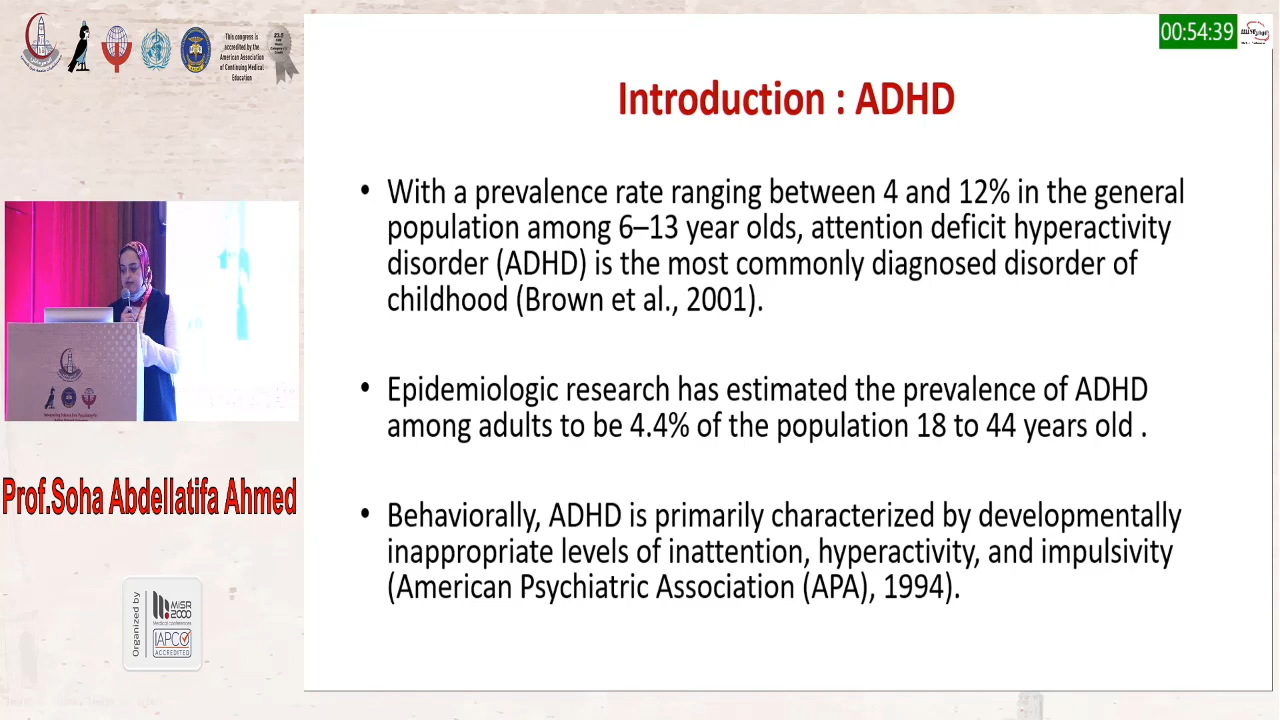 This congress is
accredited by the
American Association
of Continuing Medical
Education
00:54:39
Introduction : ADHD
• With a prevalence rate ranging between 4 and 12% in the general
population among 6–13 year olds, attention deficit hyperactivity
disorder (ADHD) is the most commonly diagnosed disorder of
childhood (Brown et al., 2001).
• Epidemiologic research has estimated the prevalence of ADHD
among adults to be 4.4% of the population 18 to 44 years old .
• Behaviorally, ADHD is primarily characterized by developmentally
inappropriate levels of inattention, hyperactivity, and impulsivity
(American Psychiatric Association (APA), 1994).
Prof.Soha Abdellatifa Ahmed
Organized by
MISR
2000
Medical conferences
IAPCO
ACCREDITED